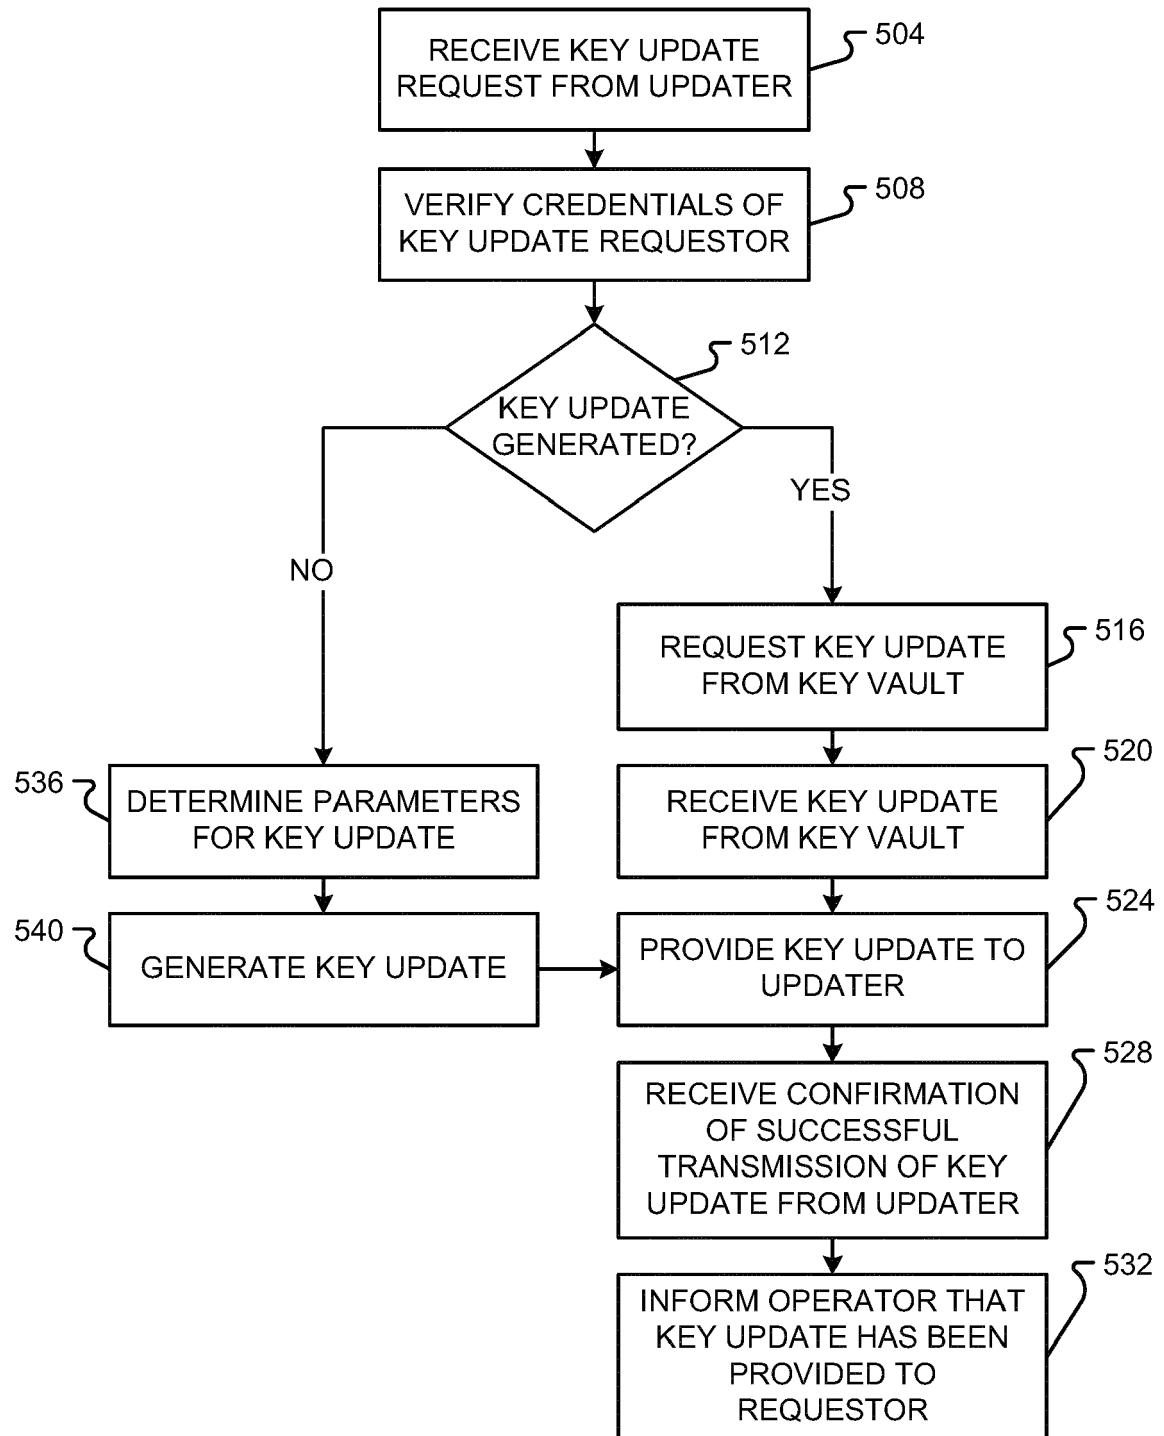 RECEIVE KEY UPDATE
REQUEST FROM UPDATER
504
VERIFY CREDENTIALS OF
KEY UPDATE REQUESTOR
508
512
KEY UPDATE
GENERATED?
YES
NO
REQUEST KEY UPDATE
FROM KEY VAULT
516
536
DETERMINE PARAMETERS
FOR KEY UPDATE
RECEIVE KEY UPDATE
FROM KEY VAULT
520
540
GENERATE KEY UPDATE
PROVIDE KEY UPDATE TO
UPDATER
524
RECEIVE CONFIRMATION
OF SUCCESSFUL
TRANSMISSION OF KEY
UPDATE FROM UPDATER
528
INFORM OPERATOR THAT
KEY UPDATE HAS BEEN
PROVIDED TO
REQUESTOR
532